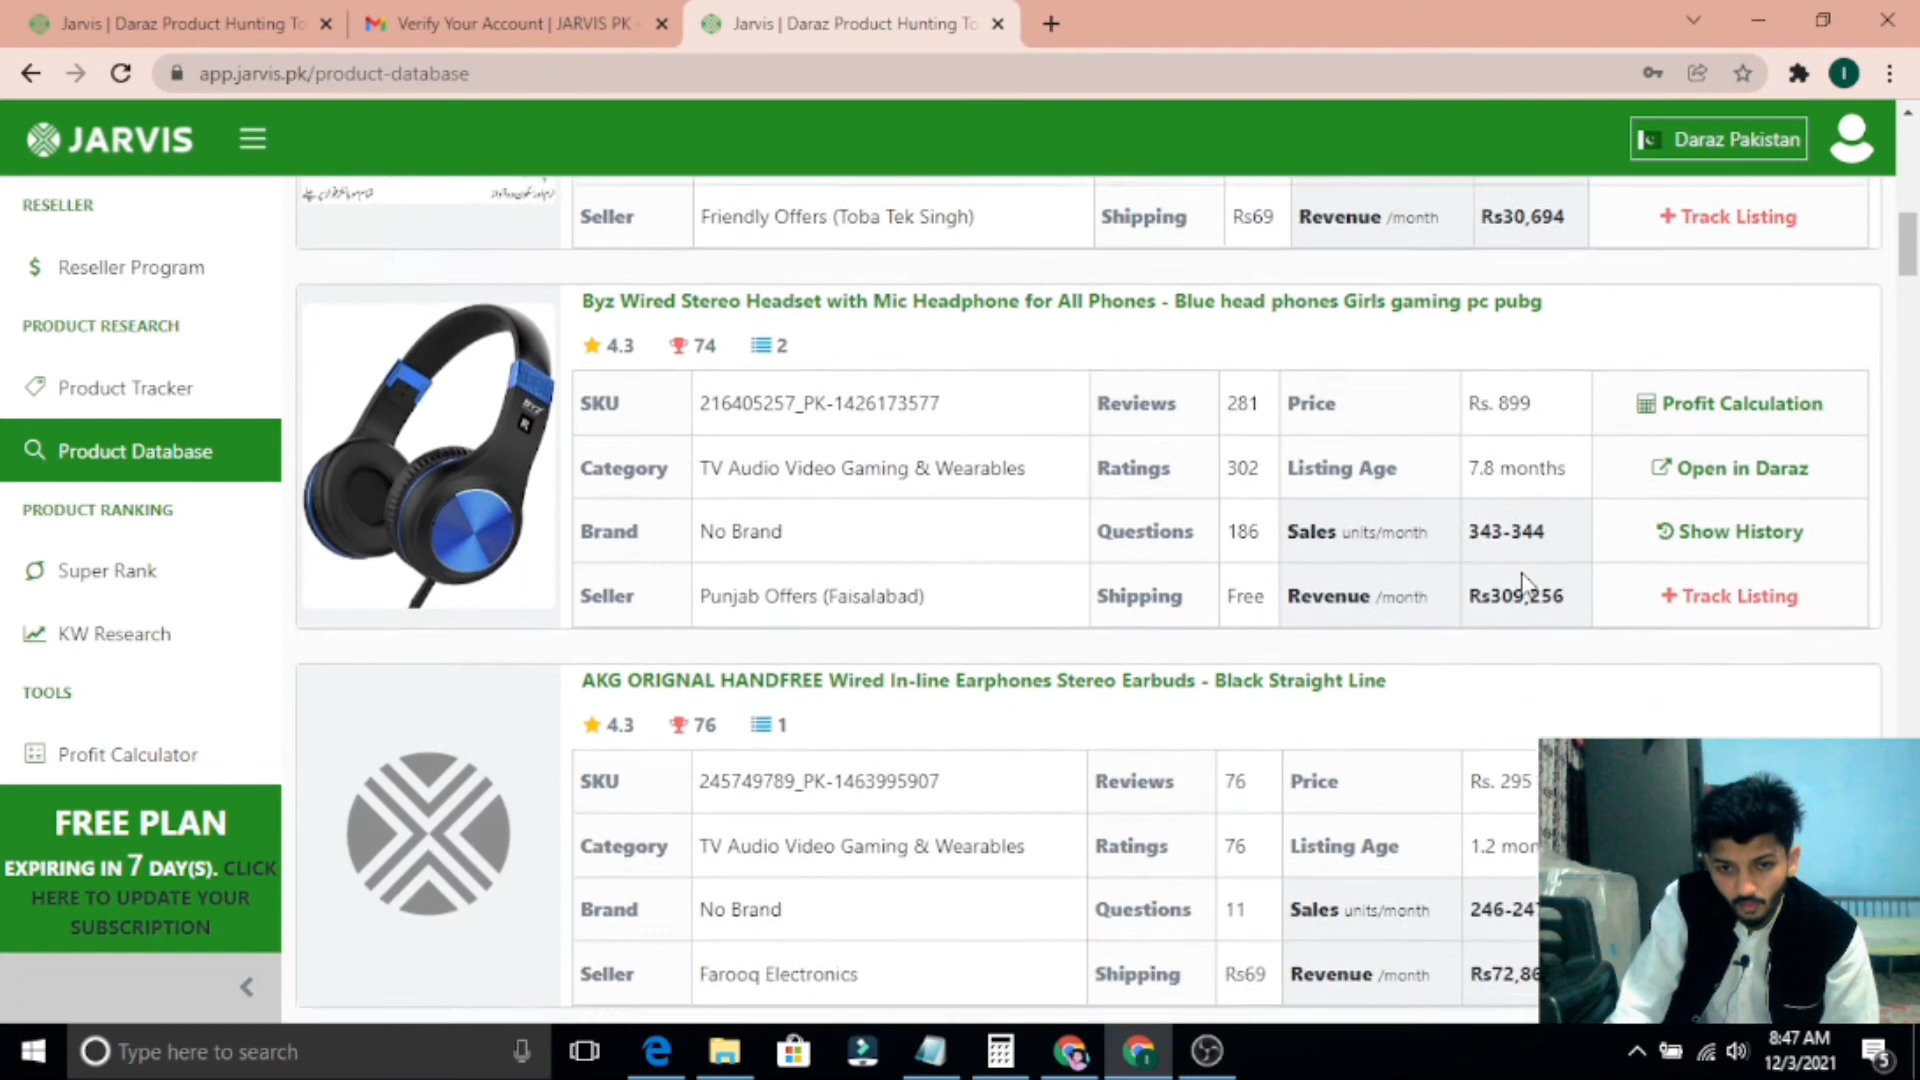 Jarvis | Daraz Product Hunting To
Verify Your Account | JARVIS PK -
Jarvis | Daraz Product Hunting To
app.jarvis.pk/product-database
I
JARVIS
Daraz Pakistan
RESELLER
Reseller Program
PRODUCT RESEARCH
Product Tracker
Product Database
PRODUCT RANKING
Super Rank
KW Research
TOOLS
Profit Calculator
FREE PLAN
EXPIRING IN 7 DAY(S). CLICK
HERE TO UPDATE YOUR
SUBSCRIPTION
Seller Friendly Offers (Toba Tek Singh) Shipping Rs69 Revenue /month Rs30,694 + Track Listing
Byz Wired Stereo Headset with Mic Headphone for All Phones - Blue head phones Girls gaming pc pubg
4.3 74 2
BYZ
SKU 216405257_PK-1426173577 Reviews 281 Price Rs. 899 Profit Calculation
Category TV Audio Video Gaming & Wearables Ratings 302 Listing Age 7.8 months Open in Daraz
Brand No Brand Questions 186 Sales units/month 343-344 Show History
Seller Punjab Offers (Faisalabad) Shipping Free Revenue /month Rs309,256 + Track Listing
AKG ORIGNAL HANDFREE Wired In-line Earphones Stereo Earbuds - Black Straight Line
4.3 76 1
SKU 245749789_PK-1463995907 Reviews 76 Price Rs. 295
Category TV Audio Video Gaming & Wearables Ratings 76 Listing Age 1.2 mon
Brand No Brand Questions 11 Sales units/month 246-247
Seller Farooq Electronics Shipping Rs69 Revenue /month Rs72,86
Type here to search
8:47 AM
12/3/2021
5